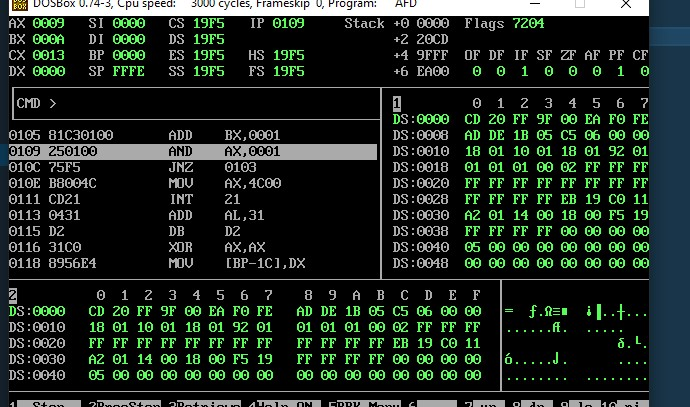 DOSBox 0.74-3, Cpu speed: 3000 cycles, Frameskip 0, Program: AFD
AX 0009 SI 0000 CS 19F5 IP 0109 Stack +0 0000 Flags 7204
BX 000A DI 0000 DS 19F5 +2 20CD
CX 0013 BP 0000 ES 19F5 HS 19F5 +4 9FFF OF DF IF SF ZF AF PF CF
DX 0000 SP FFFE SS 19F5 FS 19F5 +6 EA00 0 0 1 0 0 0 1 0
CMD >
1 0 1 2 3 4 5 6 7
DS:0000 CD 20 FF 9F 00 EA F0 FE
0105 81C30100 ADD BX,0001 DS:0008 AD DE 1B 05 C5 06 00 00
0109 250100 AND AX,0001 DS:0010 18 01 10 01 18 01 92 01
010C 75F5 JNZ 0103 DS:0018 01 01 01 00 02 FF FF FF
010E B8004C MOV AX,4C00 DS:0020 FF FF FF FF FF FF FF FF
0111 CD21 INT 21 DS:0028 FF FF FF FF EB 19 C0 11
0113 0431 ADD AL,31 DS:0030 A2 01 14 00 18 00 F5 19
0115 D2 DB D2 DS:0038 FF FF FF FF 00 00 00 00
0116 31C0 XOR AX,AX DS:0040 05 00 00 00 00 00 00 00
0118 8956E4 MOV [BP-1C],DX DS:0048 00 00 00 00 00 00 00 00
2 0 1 2 3 4 5 6 7 8 9 A B C D E F
DS:0000 CD 20 FF 9F 00 EA F0 FE AD DE 1B 05 C5 06 00 00
DS:0010 18 01 10 01 18 01 92 01 01 01 01 00 02 FF FF FF
DS:0020 FF FF FF FF FF FF FF FF FF FF FF FF EB 19 C0 11
DS:0030 A2 01 14 00 18 00 F5 19 FF FF FF FF 00 00 00 00
DS:0040 05 00 00 00 00 00 00 00 00 00 00 00 00 00 00 00